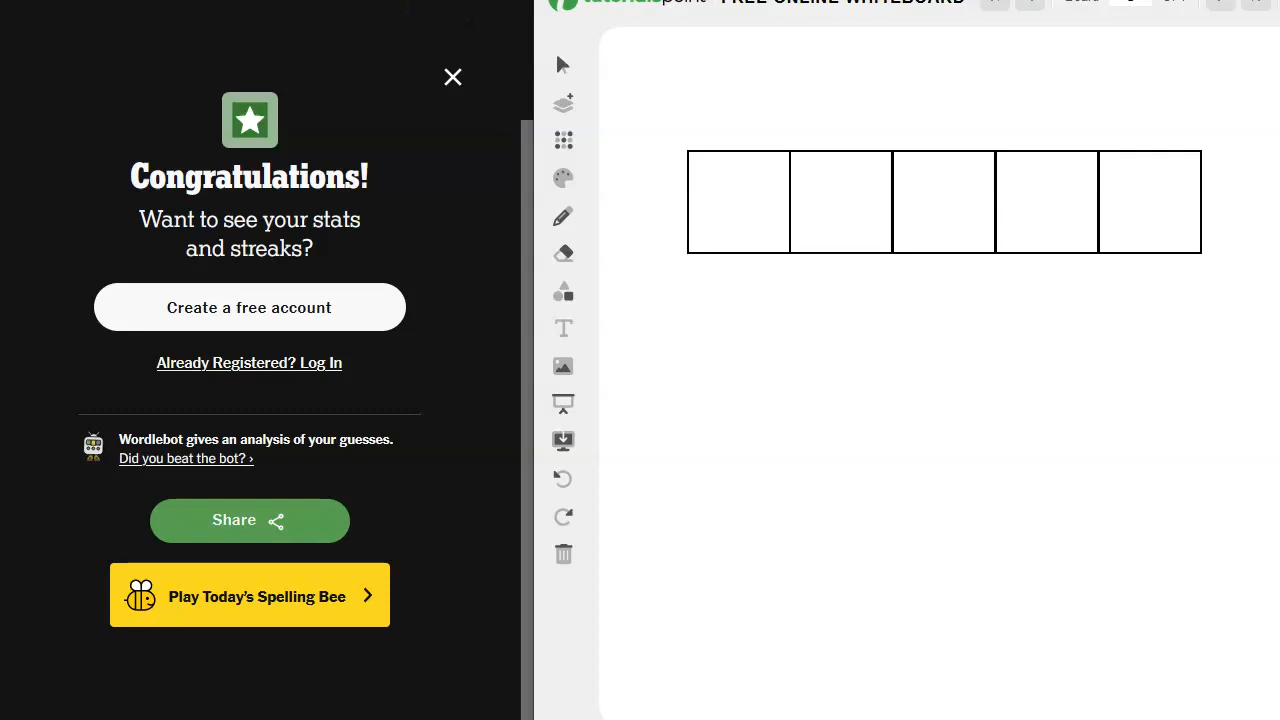 tutorialspoint FREE ONLINE WHITEBOARD
Congratulations!
Want to see your stats
and streaks?
Create a free account
Already Registered? Log In
Wordlebot gives an analysis of your guesses.
Did you beat the bot? ›
Share
Play Today's Spelling Bee
T